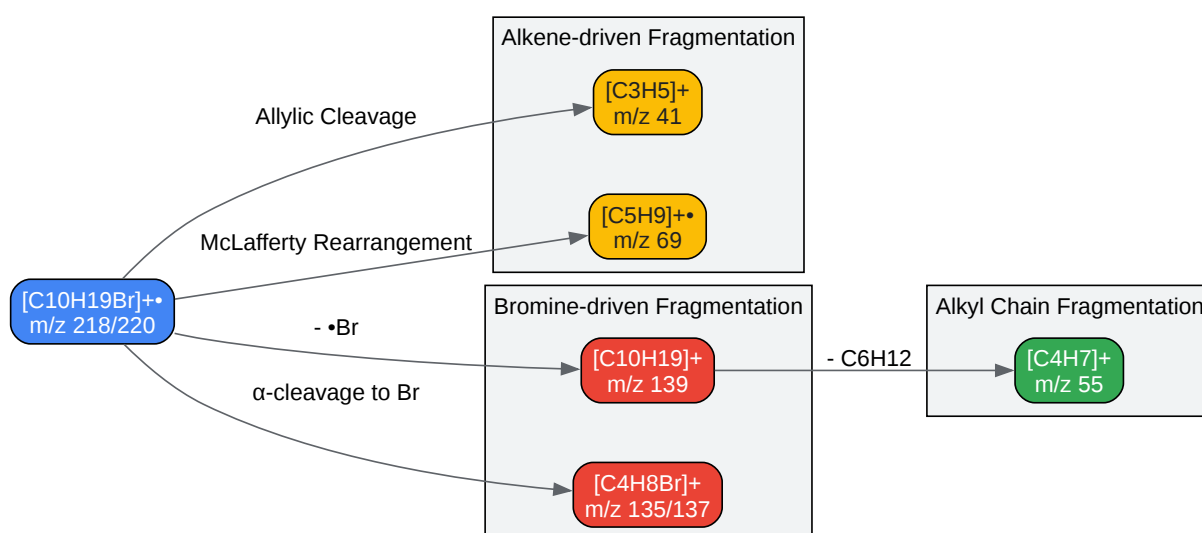 Alkene-driven Fragmentation
[C3H5]+
m/z 41
Allylic Cleavage
[C5H9]+•
m/z 69
McLafferty Rearrangement
[C10H19Br]+•
m/z 218/220
Bromine-driven Fragmentation
Alkyl Chain Fragmentation
- •Br
[C10H19]+
m/z 139
- C6H12
[C4H7]+
m/z 55
α-cleavage to Br
[C4H8Br]+
m/z 135/137